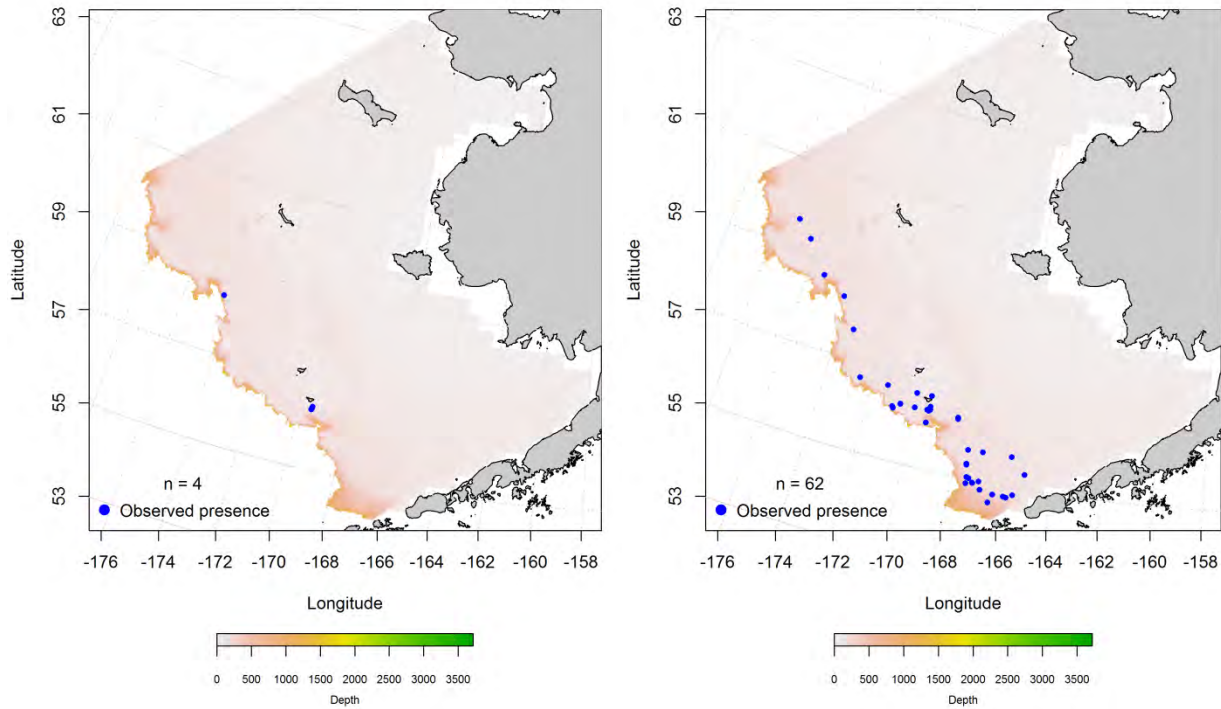 63
61
59
57
55
53
Latitude
n = 4
Observed presence
-176 -174 -172 -170 -168 -166 -164 -162 -160 -158
Longitude
0 500 1000 1500 2000 2500 3000 3500
Depth
63
61
59
57
55
53
Latitude
n = 62
Observed presence
-176 -174 -172 -170 -168 -166 -164 -162 -160 -158
Longitude
0 500 1000 1500 2000 2500 3000 3500
Depth